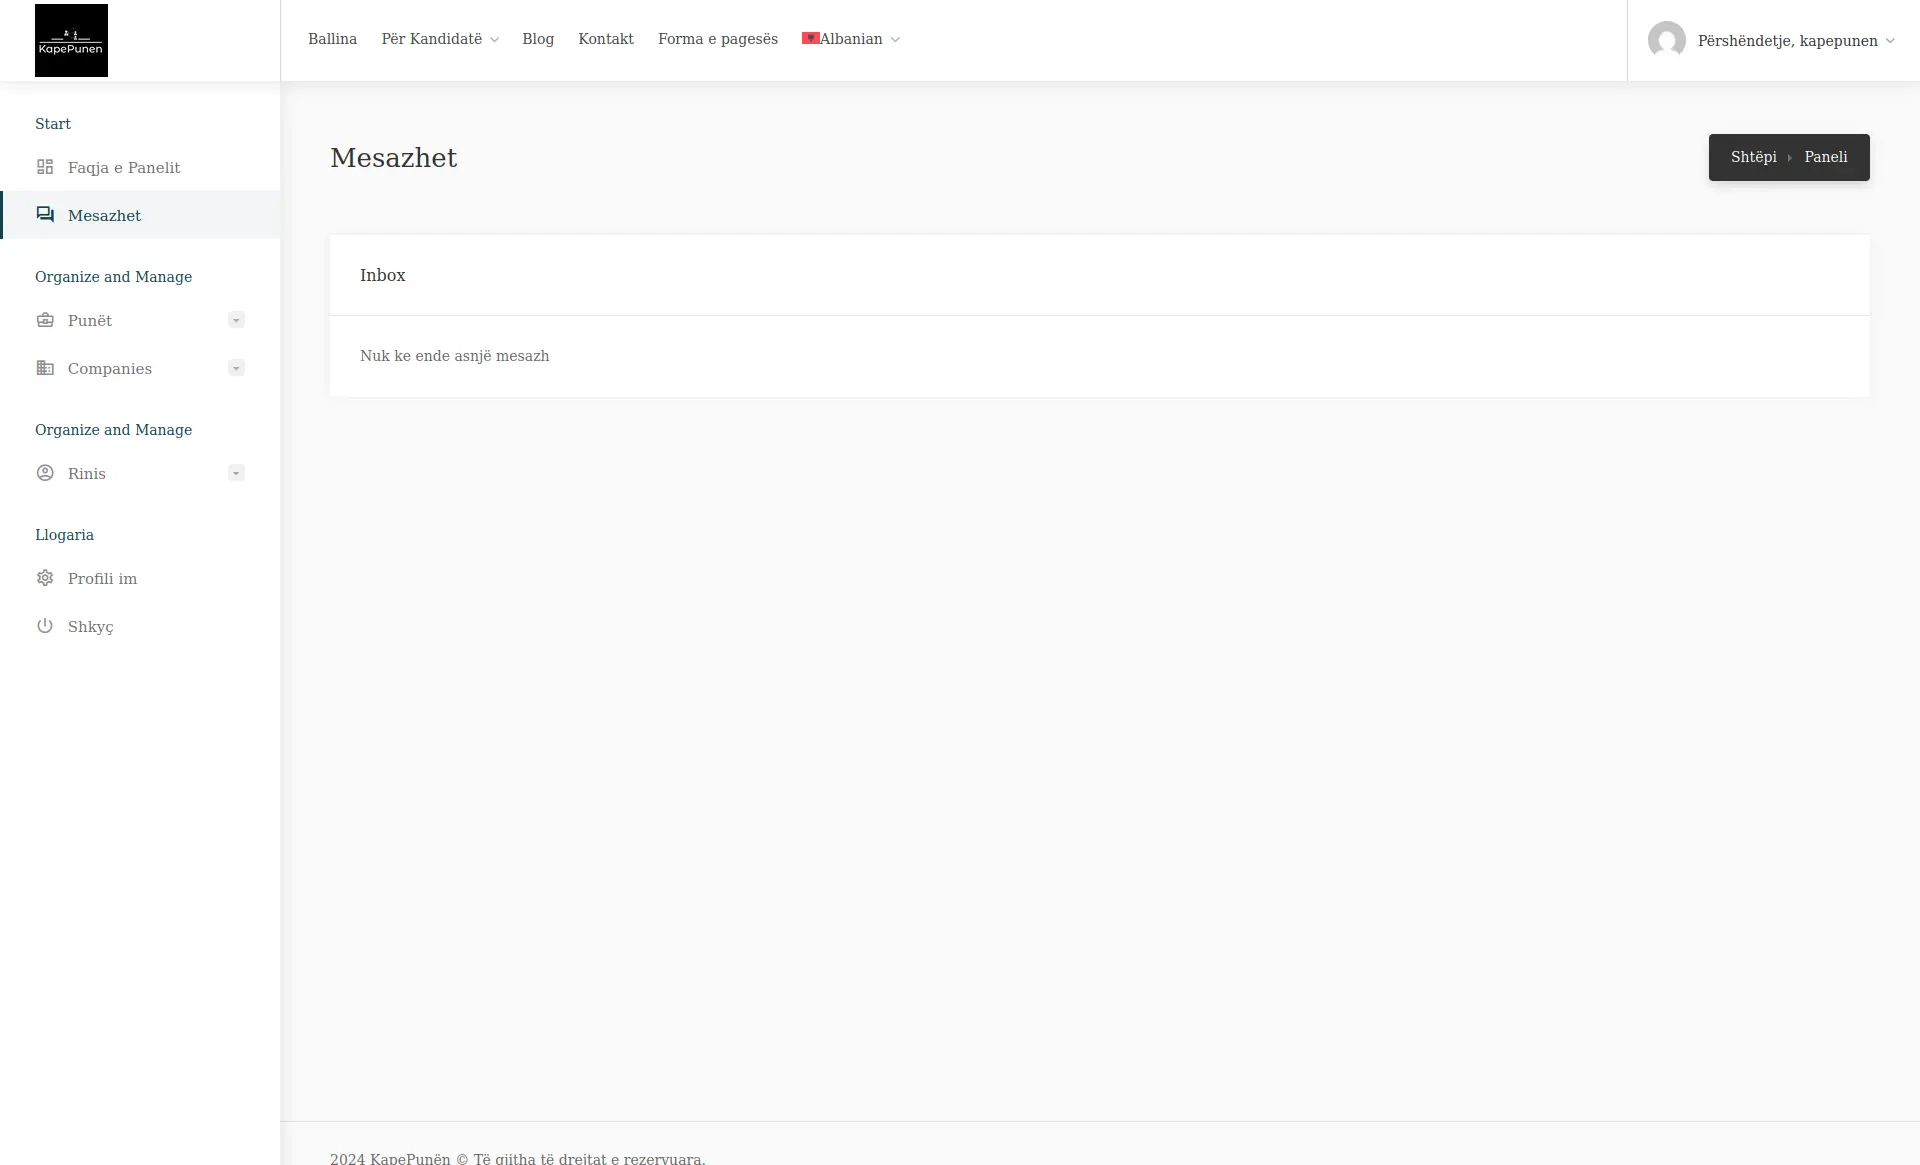 KapePunen
Ballina
Për Kandidatë
Blog
Kontakt
Forma e pagesës
Albanian
Përshëndetje, kapepunen
Start
Faqja e Panelit
Mesazhet
Organize and Manage
Punët
Companies
Organize and Manage
Rinis
Llogaria
Profili im
Shkyç
Mesazhet
Shtëpi
Paneli
Inbox
Nuk ke ende asnjë mesazh
2024 KapePunën © Të gjitha të drejtat e rezervuara.